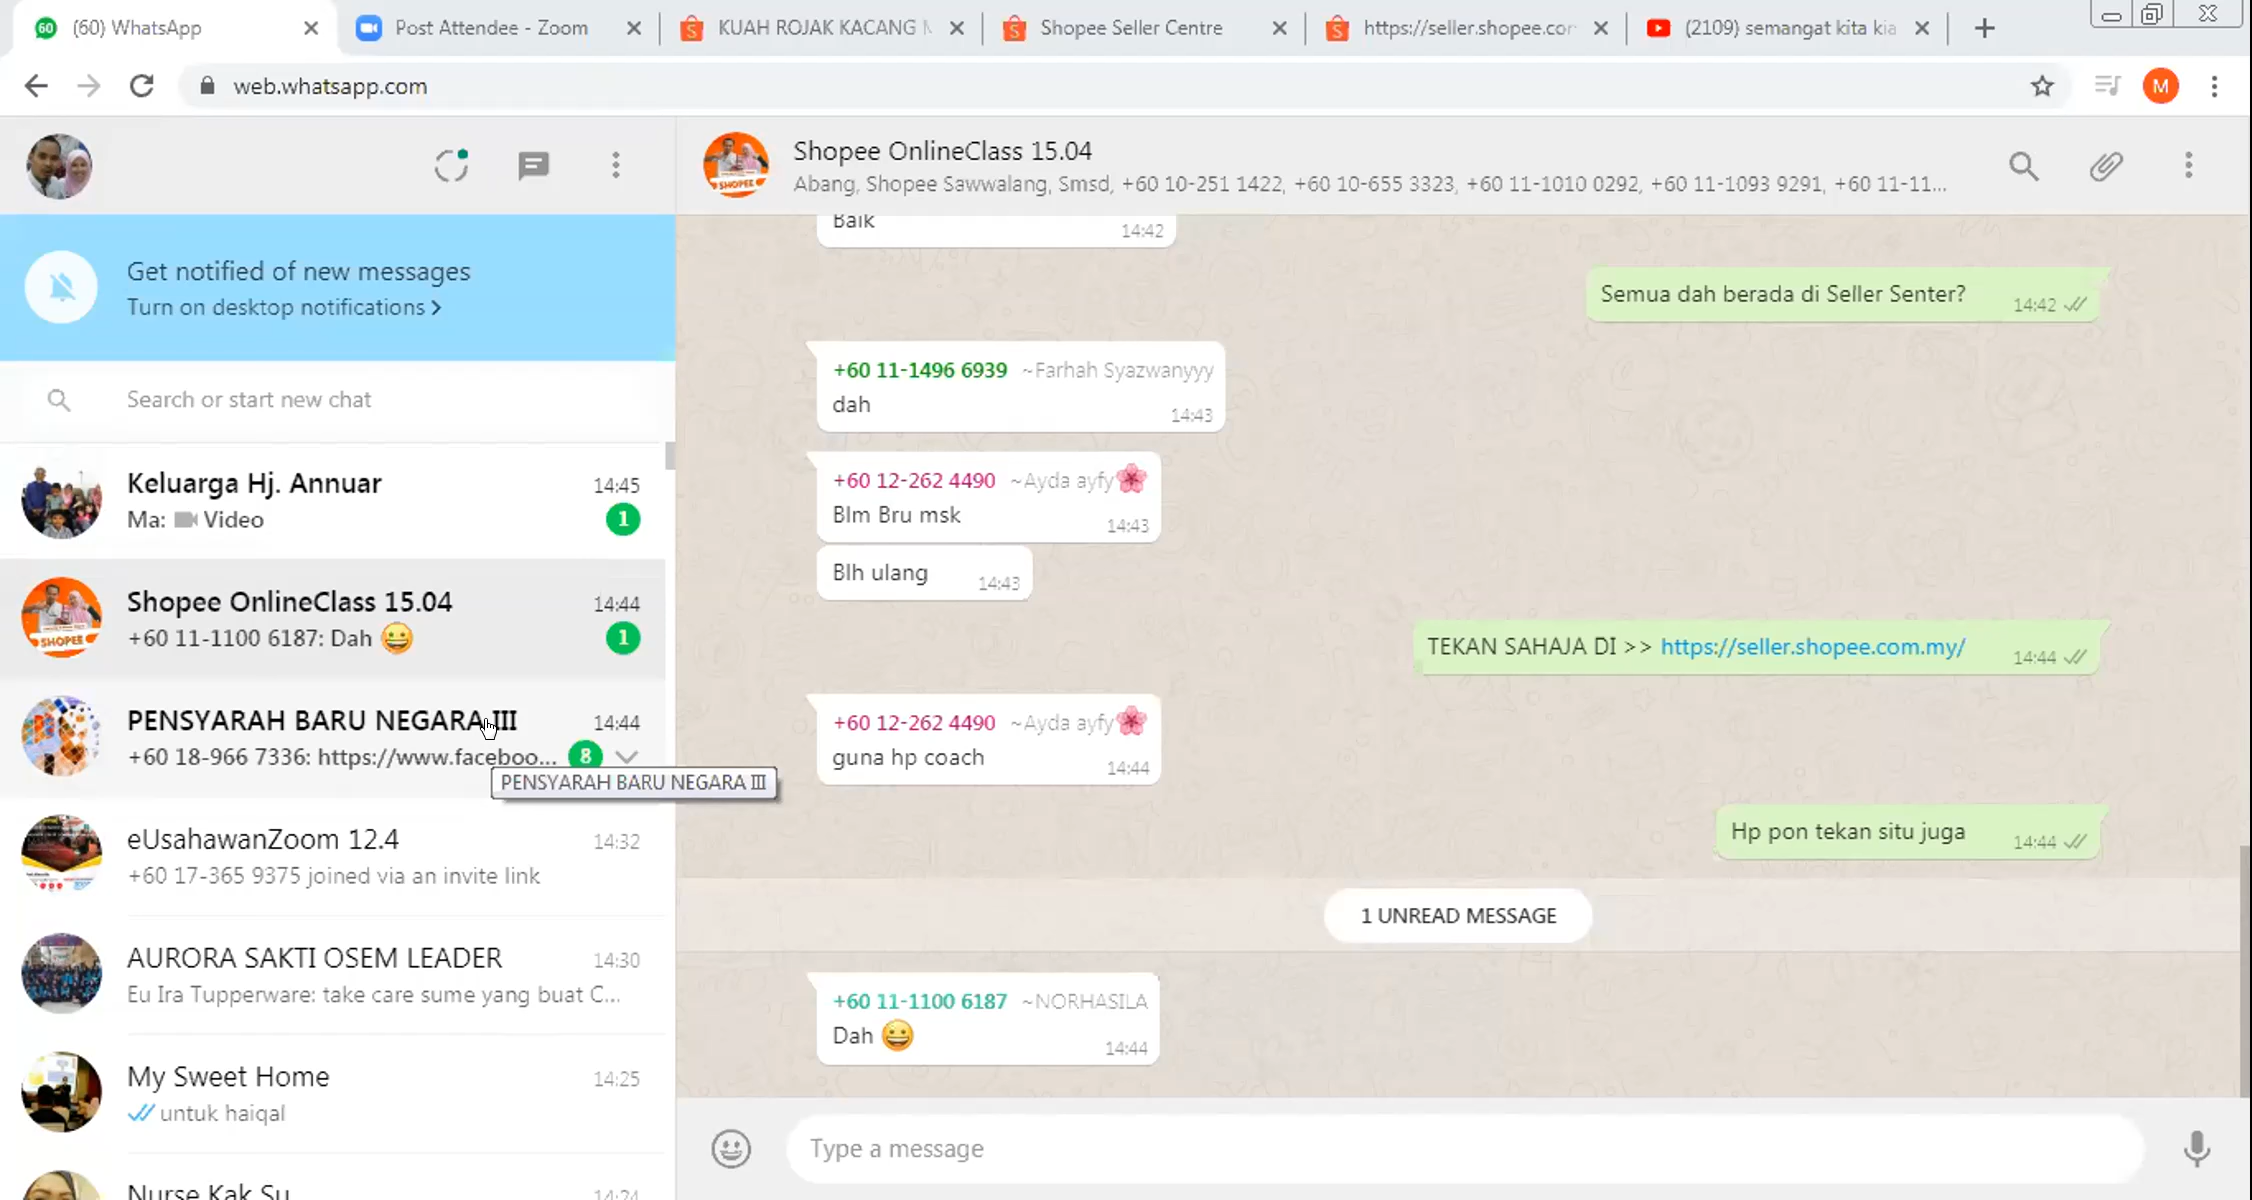 60
(60) WhatsApp
Post Attendee - Zoom
KUAH ROJAK KACANG
Shopee Seller Centre
https://seller.shopee.cor
(2109) semangat kita kia
web.whatsapp.com
M
Get notified of new messages
Turn on desktop notifications >
Search or start new chat
Keluarga Hj. Annuar
14:45
Ma: Video
1
Shopee OnlineClass 15.04
14:44
SHOPEE
+60 11-1100 6187: Dah 😀
1
PENSYARAH BARU NEGARA III
14:44
+60 18-966 7336: https://www.faceboo...
8
PENSYARAH BARU NEGARA III
eUsahawanZoom 12.4
14:32
+60 17-365 9375 joined via an invite link
AURORA SAKTI OSEM LEADER
14:30
Eu Ira Tupperware: take care sume yang buat C...
My Sweet Home
14:25
untuk haiqal
Nurse Kak Su
14:24
SHOPEE
Shopee OnlineClass 15.04
Abang, Shopee Sawwalang, Smsd, +60 10-251 1422, +60 10-655 3323, +60 11-1010 0292, +60 11-1093 9291, +60 11-11...
Baik
14:42
Semua dah berada di Seller Senter?
14:42
+60 11-1496 6939 ~Farhah Syazwanyyy
dah
14:43
+60 12-262 4490 ~Ayda ayfy🌸
Blm Bru msk
14:43
Blh ulang
14:43
TEKAN SAHAJA DI >> https://seller.shopee.com.my/
14:44
+60 12-262 4490 ~Ayda ayfy🌸
guna hp coach
14:44
Hp pon tekan situ juga
14:44
1 UNREAD MESSAGE
+60 11-1100 6187 ~NORHASILA
Dah 😀
14:44
Type a message